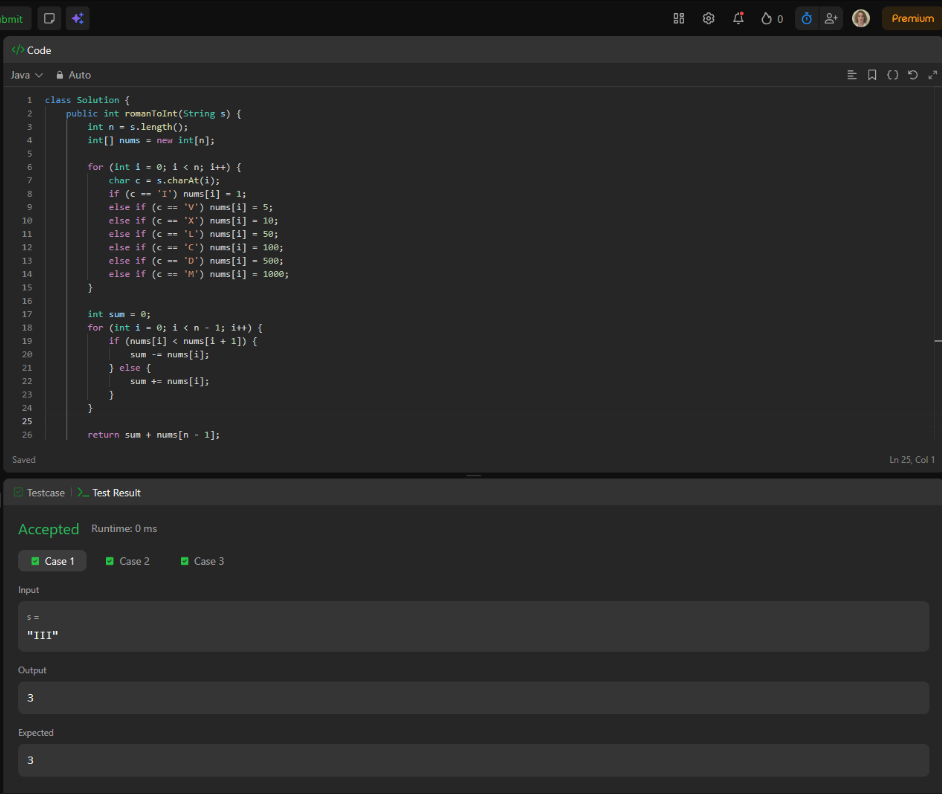 bmit
0
Premium
</> Code
Java Auto
1 class Solution {
2 public int romanToInt(String s) {
3 int n = s.length();
4 int[] nums = new int[n];
5
6 for (int i = 0; i < n; i++) {
7 char c = s.charAt(i);
8 if (c == 'I') nums[i] = 1;
9 else if (c == 'V') nums[i] = 5;
10 else if (c == 'X') nums[i] = 10;
11 else if (c == 'L') nums[i] = 50;
12 else if (c == 'C') nums[i] = 100;
13 else if (c == 'D') nums[i] = 500;
14 else if (c == 'M') nums[i] = 1000;
15 }
16
17 int sum = 0;
18 for (int i = 0; i < n - 1; i++) {
19 if (nums[i] < nums[i + 1]) {
20 sum -= nums[i];
21 } else {
22 sum += nums[i];
23 }
24 }
25
26 return sum + nums[n - 1];
Saved Ln 25, Col 1
Testcase Test Result
Accepted Runtime: 0 ms
Case 1 Case 2 Case 3
Input
s =
"III"
Output
3
Expected
3